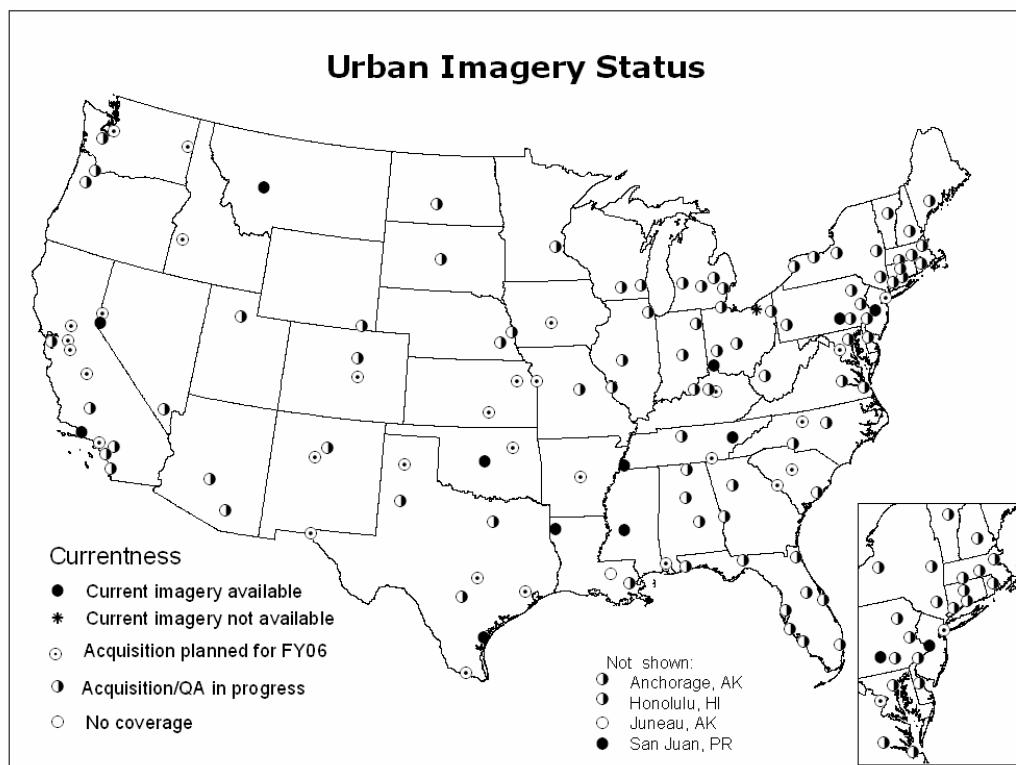 Urban Imagery Status
Currentness
Current imagery available
Current imagery not available
Acquisition planned for FY06
Acquisition/QA in progress
No coverage
Not shown:
Anchorage, AK
Honolulu, HI
Juneau, AK
San Juan, PR